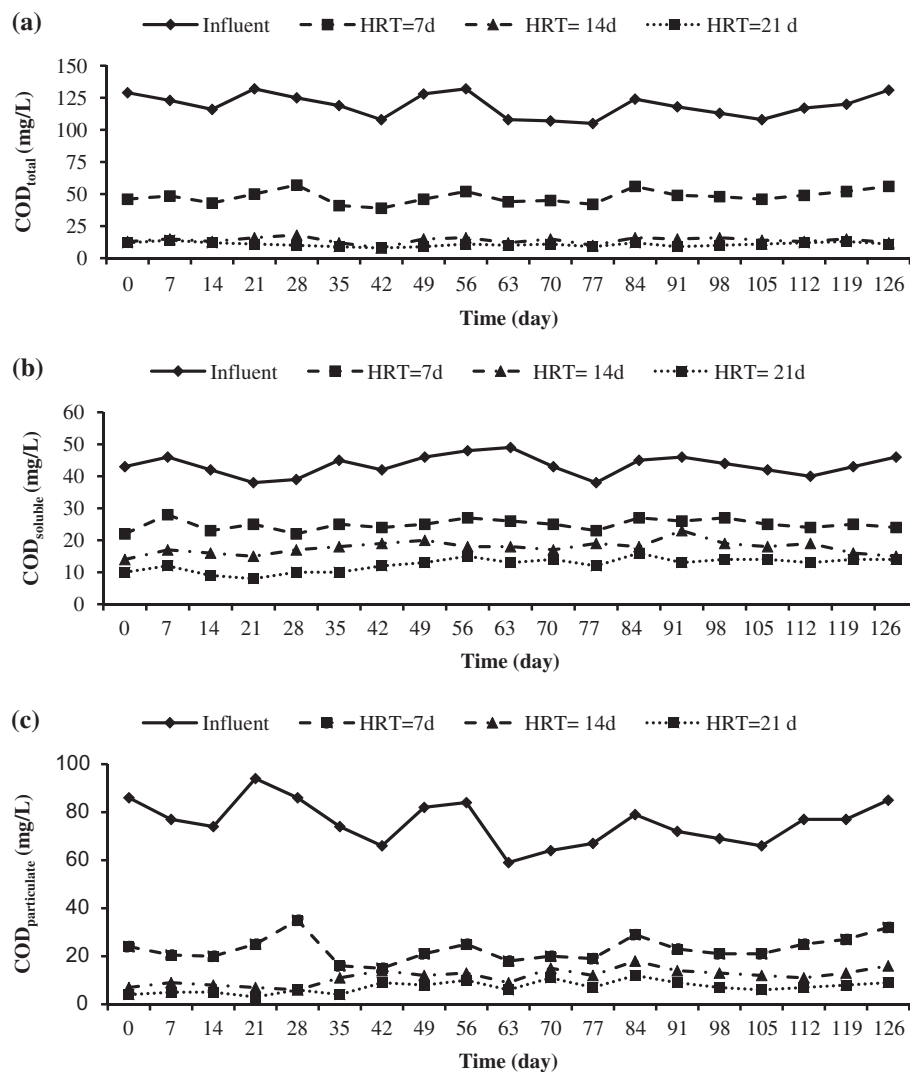 (a)
Influent HRT=7d HRT= 14d HRT=21 d
150
125
100
75
50
25
0
CODtotal (mg/L)
0 7 14 21 28 35 42 49 56 63 70 77 84 91 98 105 112 119 126
Time (day)
(b)
Influent HRT=7d HRT= 14d HRT= 21d
60
50
40
30
20
10
0
CODsoluble (mg/L)
0 7 14 21 28 35 42 49 56 63 70 77 84 91 98 105 112 119 126
Time (day)
(c)
Influent HRT=7d HRT= 14d HRT=21 d
100
80
60
40
20
0
CODparticulate (mg/L)
0 7 14 21 28 35 42 49 56 63 70 77 84 91 98 105 112 119 126
Time (day)